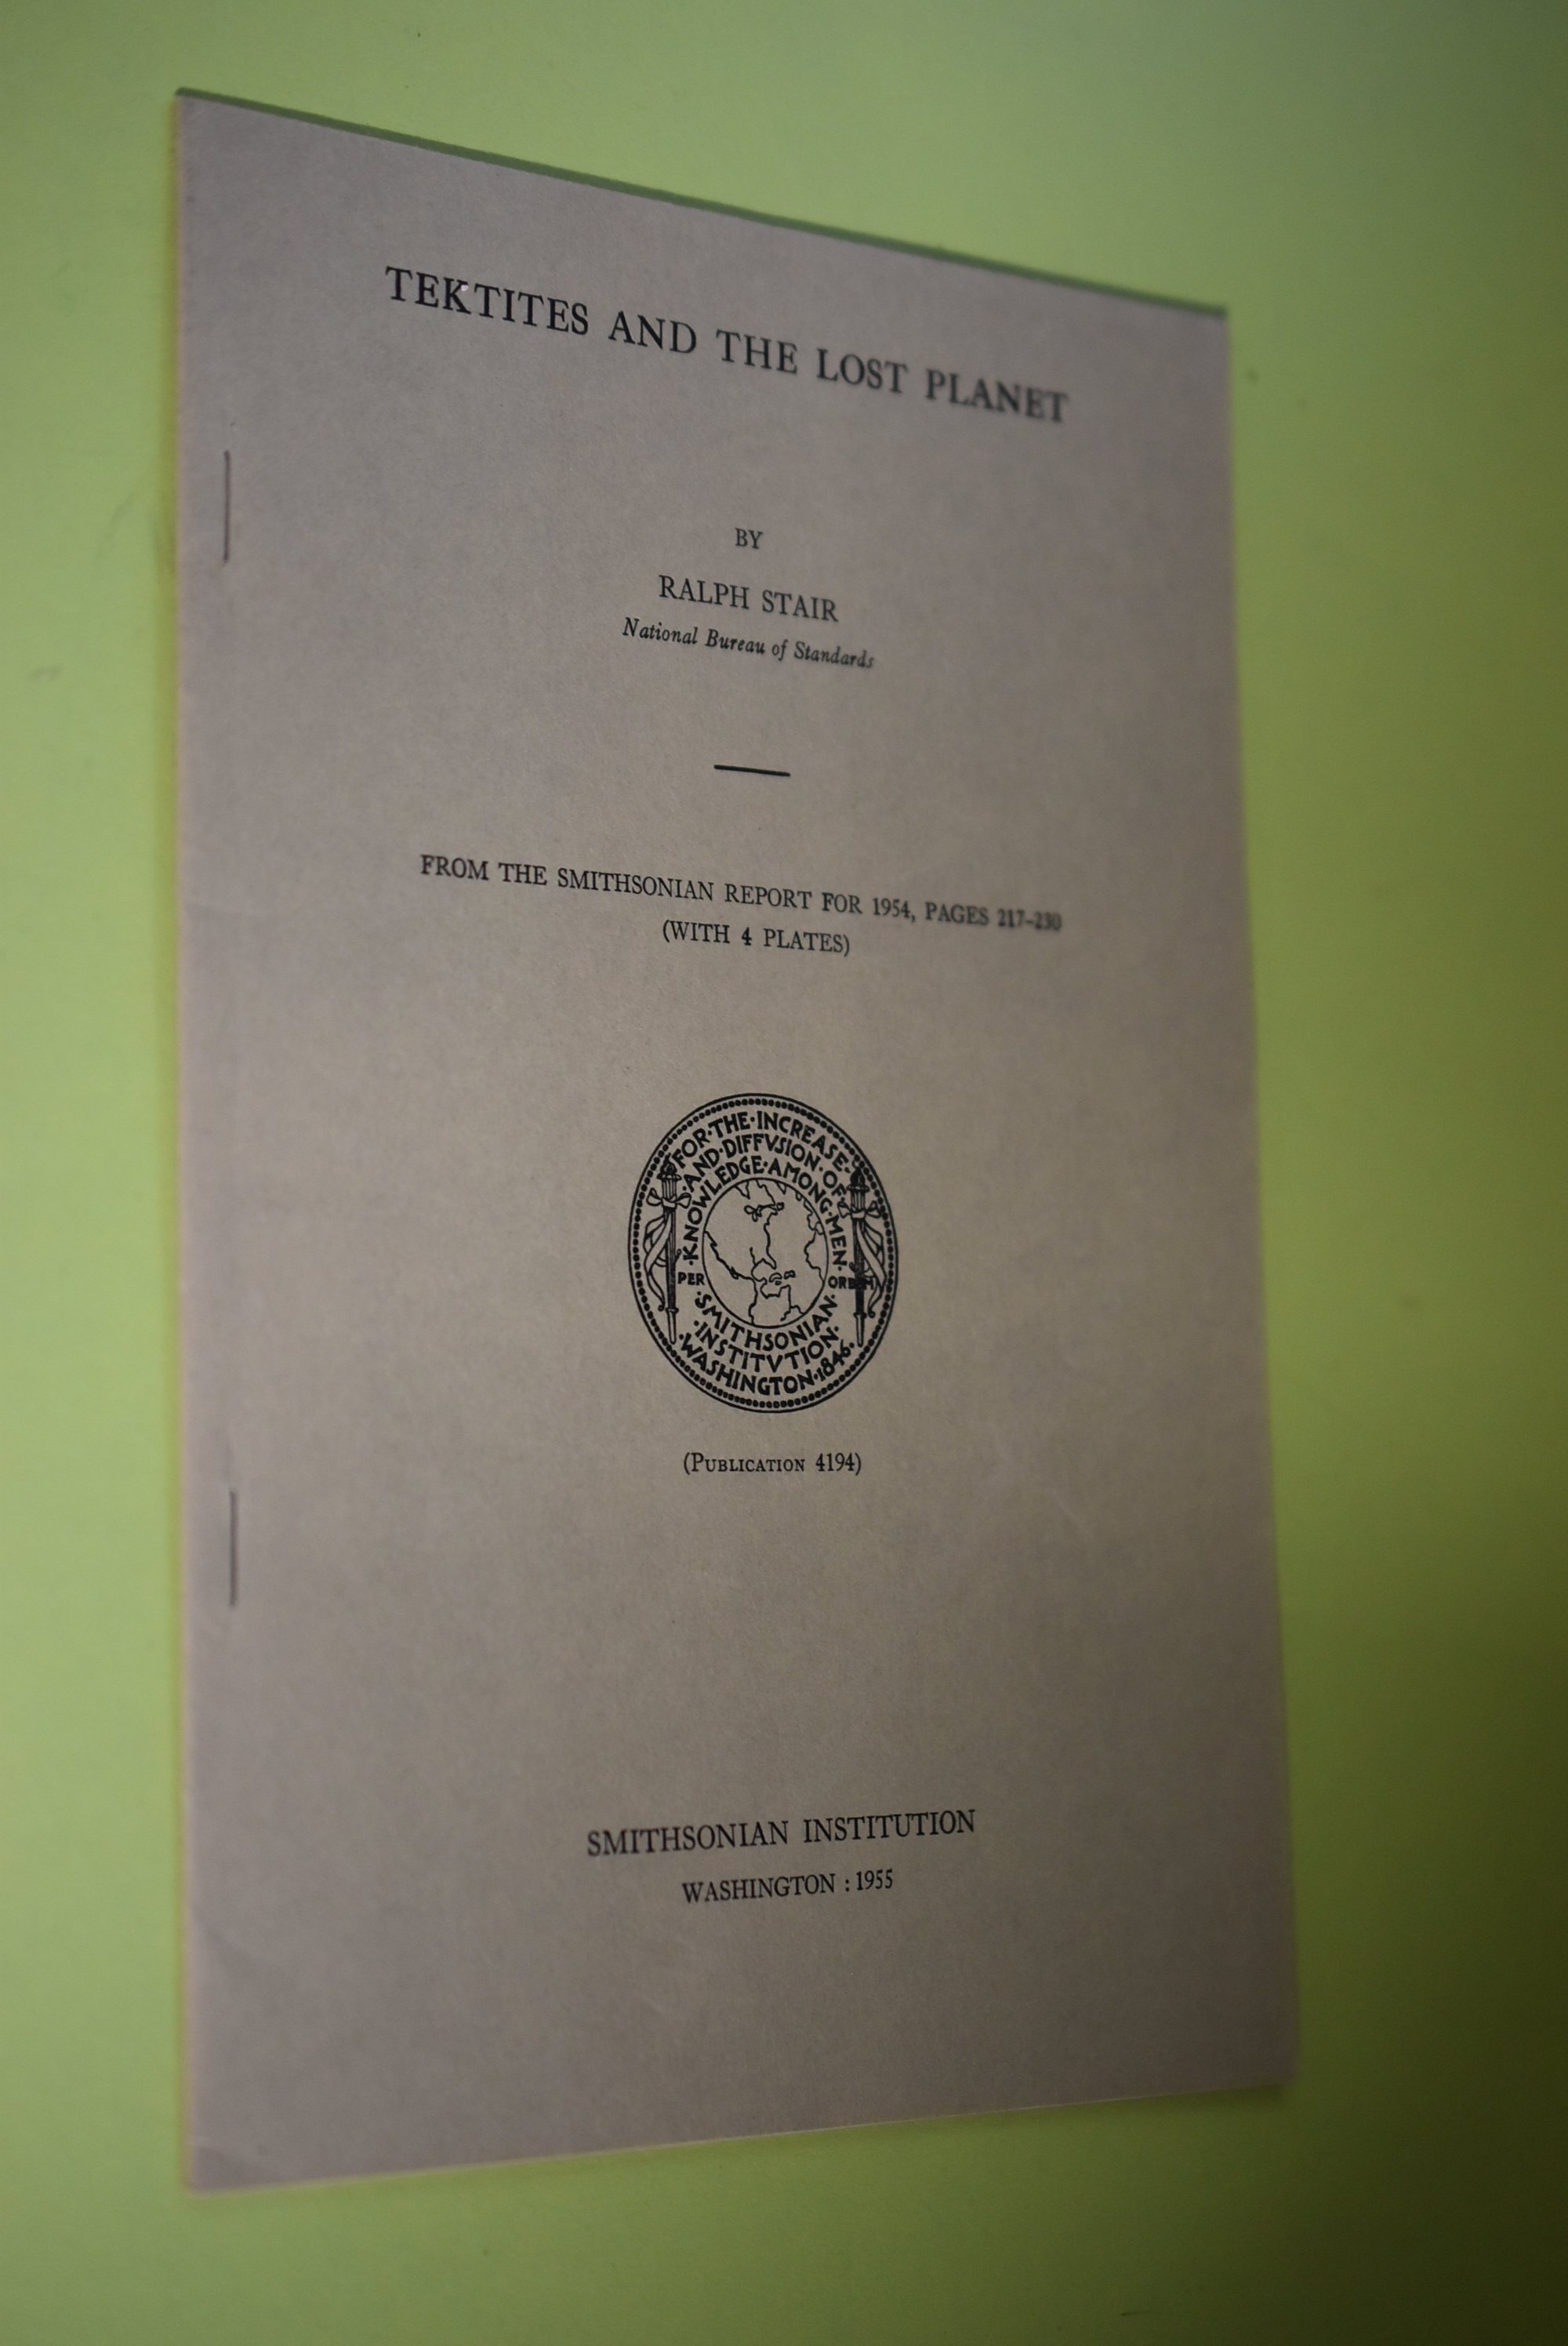 TEKTITES AND THE LOST PLANET
BY
RALPH STAIR
National Bureau of Standards
FROM THE SMITHSONIAN REPORT FOR 1954, PAGES 217–230
(WITH 4 PLATES)
·FOR·THE·INCREASE·
·AND·DIFFVSION·OF·
·KNOWLEDGE·AMONG·MEN·
PER ORBEM
·SMITHSONIAN·
·INSTITVTION·
·WASHINGTON·1846·
(PUBLICATION 4194)
SMITHSONIAN INSTITUTION
WASHINGTON : 1955